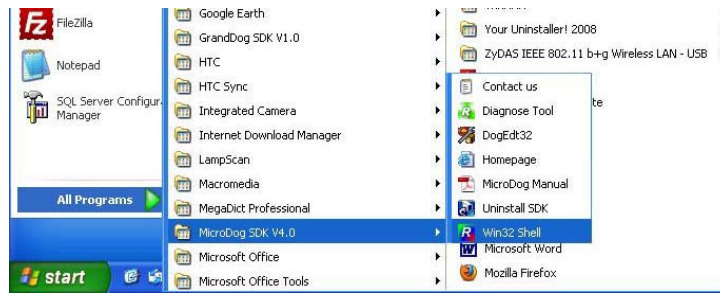 FileZilla
Notepad
SQL Server Configura
Manager
All Programs
start
Google Earth
GrandDog SDK V1.0
HTC
HTC Sync
Integrated Camera
Internet Download Manager
LampScan
Macromedia
MegaDict Professional
MicroDog SDK V4.0
Microsoft Office
Microsoft Office Tools
Your Uninstaller! 2008
ZyDAS IEEE 802.11 b+g Wireless LAN - USB
te
Contact us
Diagnose Tool
DogEdt32
Homepage
MicroDog Manual
Uninstall SDK
Win32 Shell
Microsoft Word
Mozilla Firefox